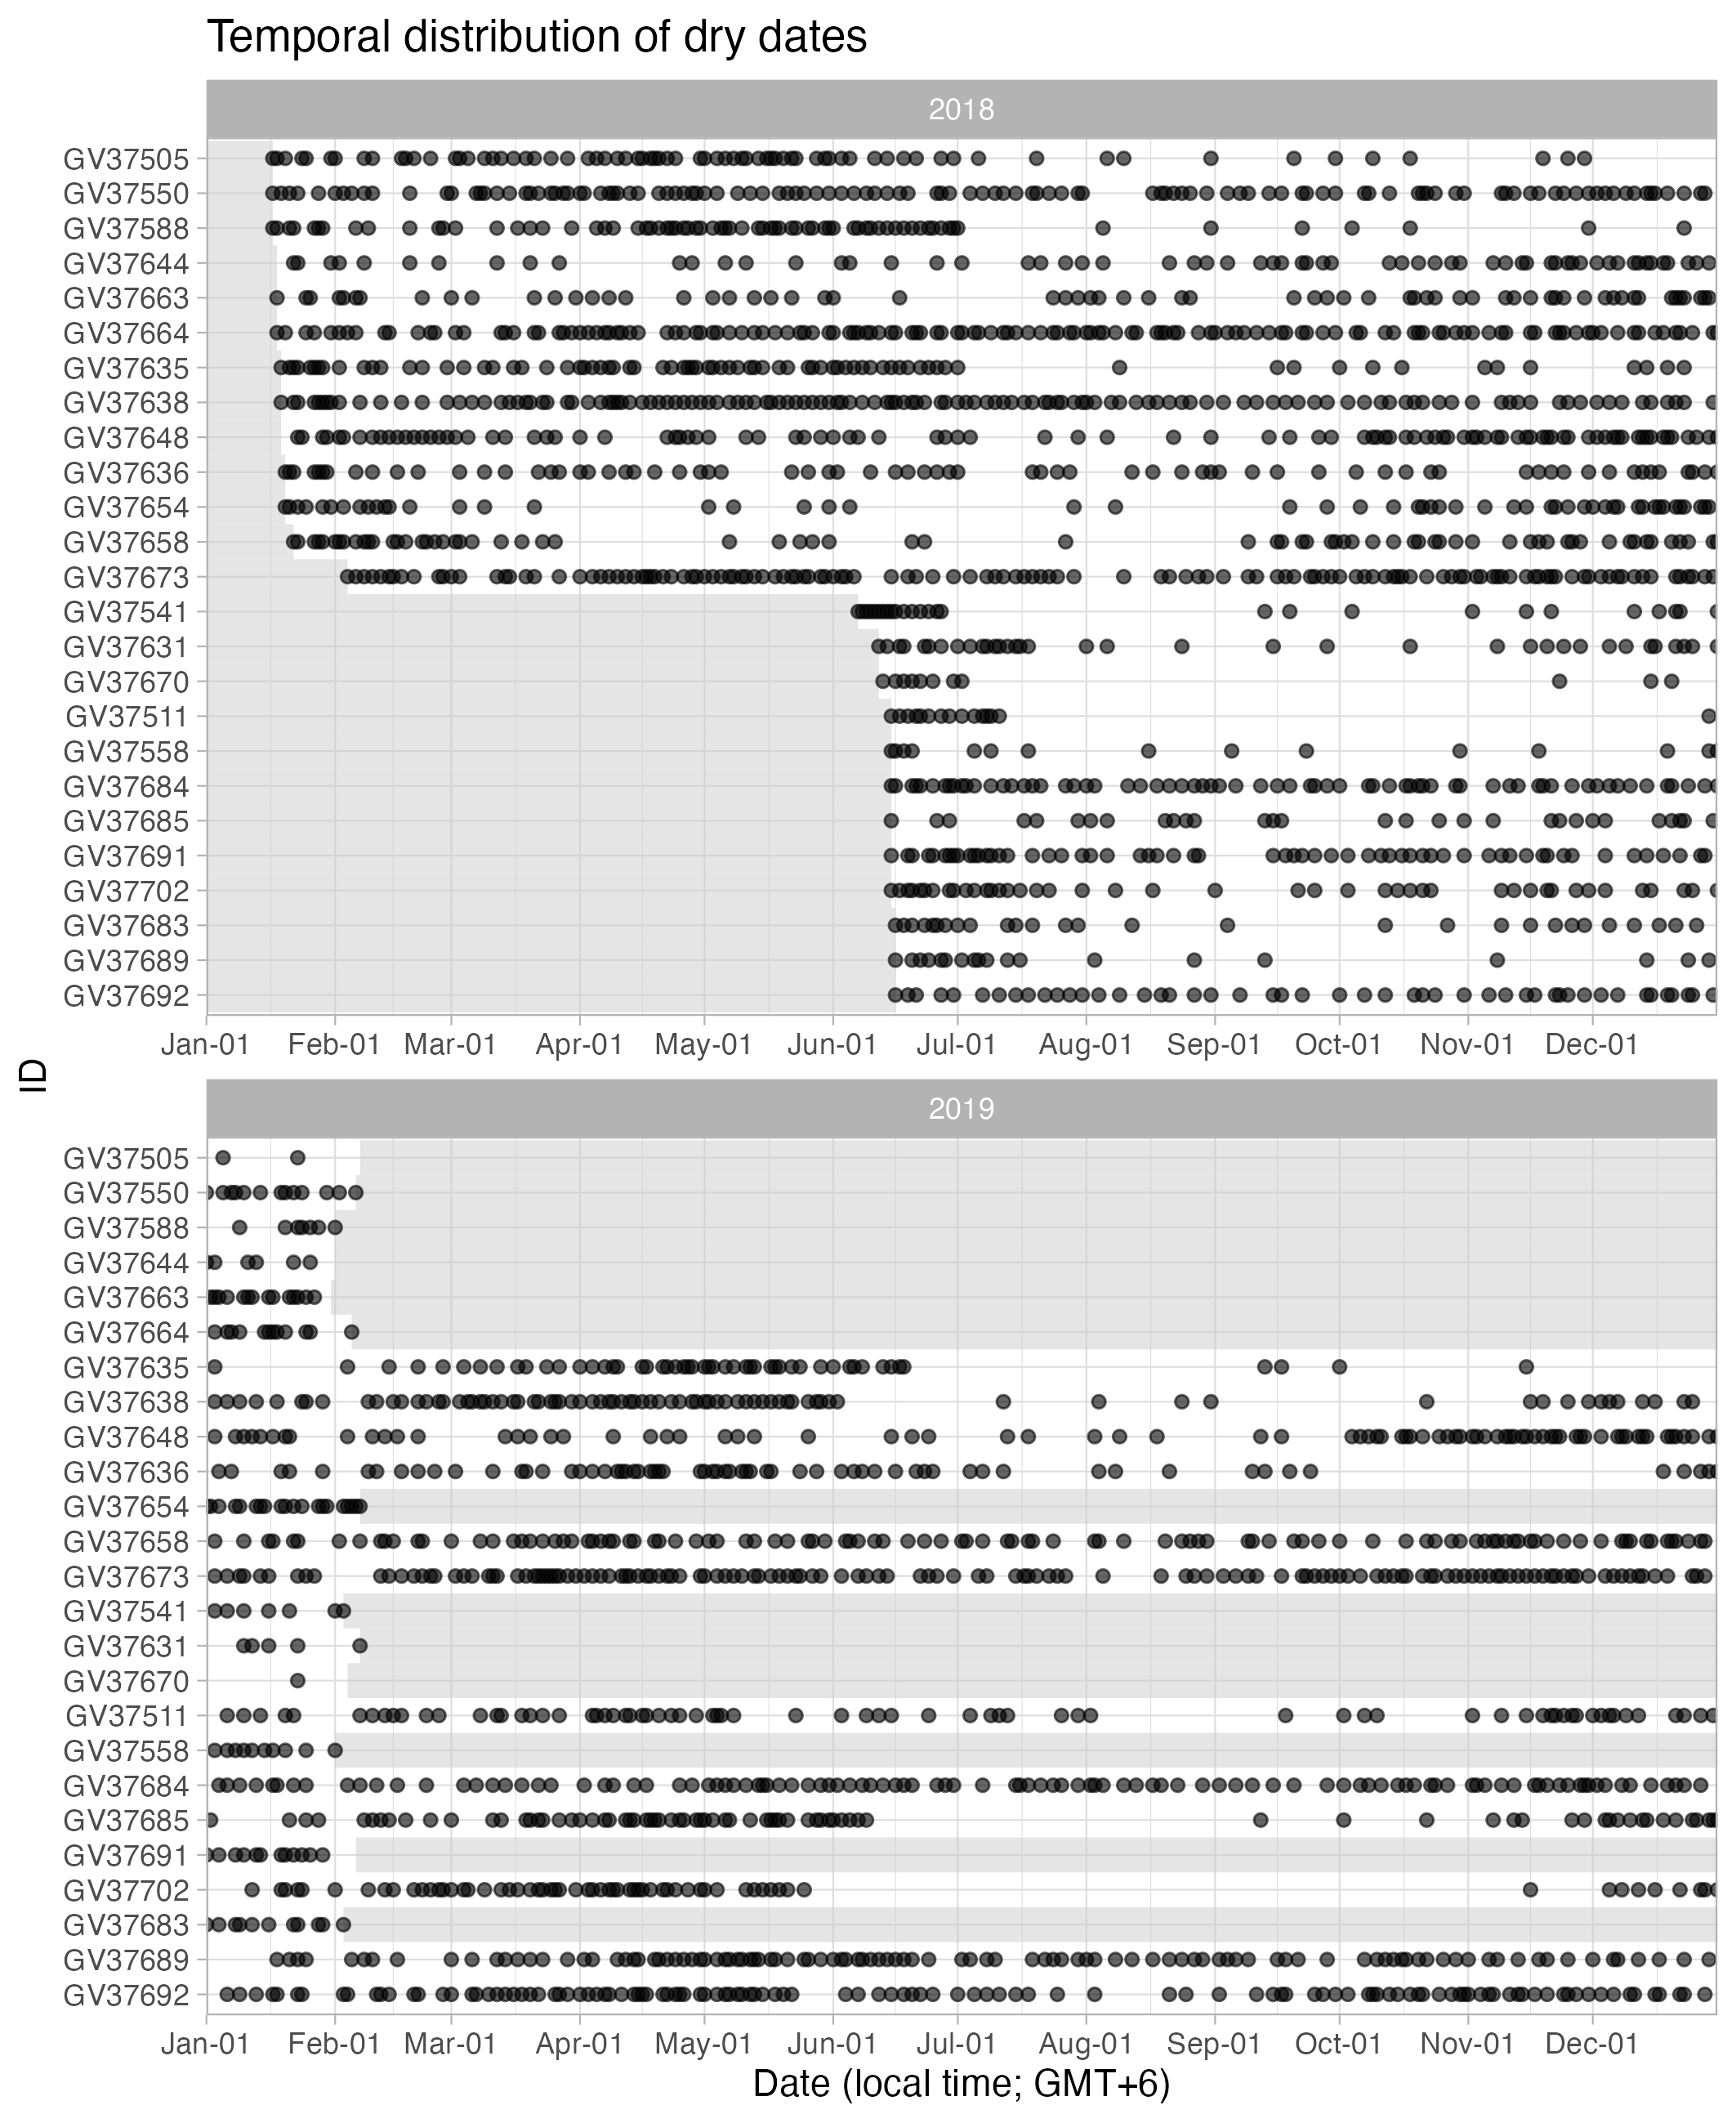 Temporal distribution of dry dates
2018
GV37505
GV37550
GV37588
GV37644
GV37663
GV37664
GV37635
GV37638
GV37648
GV37636
GV37654
GV37658
GV37673
GV37541
GV37631
GV37670
GV37511
GV37558
GV37684
GV37685
GV37691
GV37702
GV37683
GV37689
GV37692
Jan-01 Feb-01 Mar-01 Apr-01 May-01 Jun-01 Jul-01 Aug-01 Sep-01 Oct-01 Nov-01 Dec-01
ID
2019
GV37505
GV37550
GV37588
GV37644
GV37663
GV37664
GV37635
GV37638
GV37648
GV37636
GV37654
GV37658
GV37673
GV37541
GV37631
GV37670
GV37511
GV37558
GV37684
GV37685
GV37691
GV37702
GV37683
GV37689
GV37692
Jan-01 Feb-01 Mar-01 Apr-01 May-01 Jun-01 Jul-01 Aug-01 Sep-01 Oct-01 Nov-01 Dec-01
Date (local time; GMT+6)